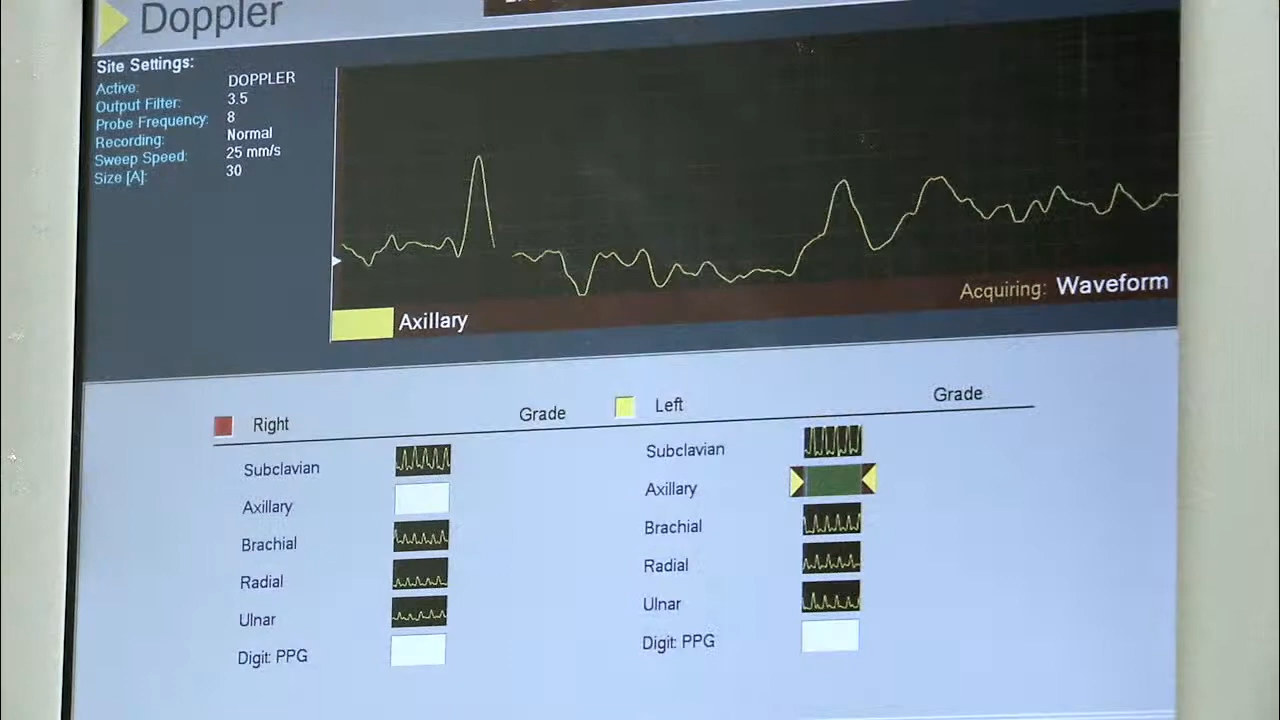 Doppler
Site Settings:
Active: DOPPLER
Output Filter: 3.5
Probe Frequency: 8
Recording: Normal
Sweep Speed: 25 mm/s
Size [A]: 30
Acquiring: Waveform
Axillary
Right Grade Left Grade
Subclavian Subclavian
Axillary Axillary
Brachial Brachial
Radial Radial
Ulnar Ulnar
Digit: PPG Digit: PPG